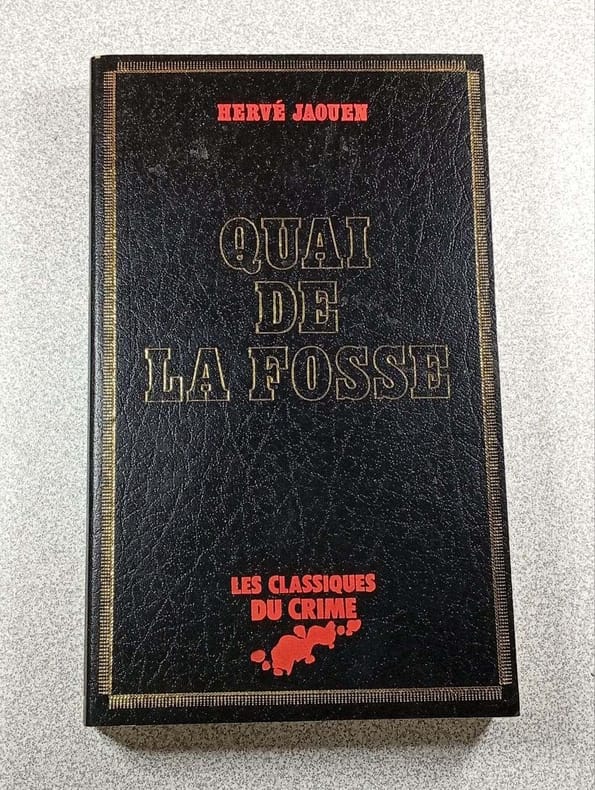 HERVÉ JAOUEN
QUAI
DE
LA FOSSE
LES CLASSIQUES
DU CRIME